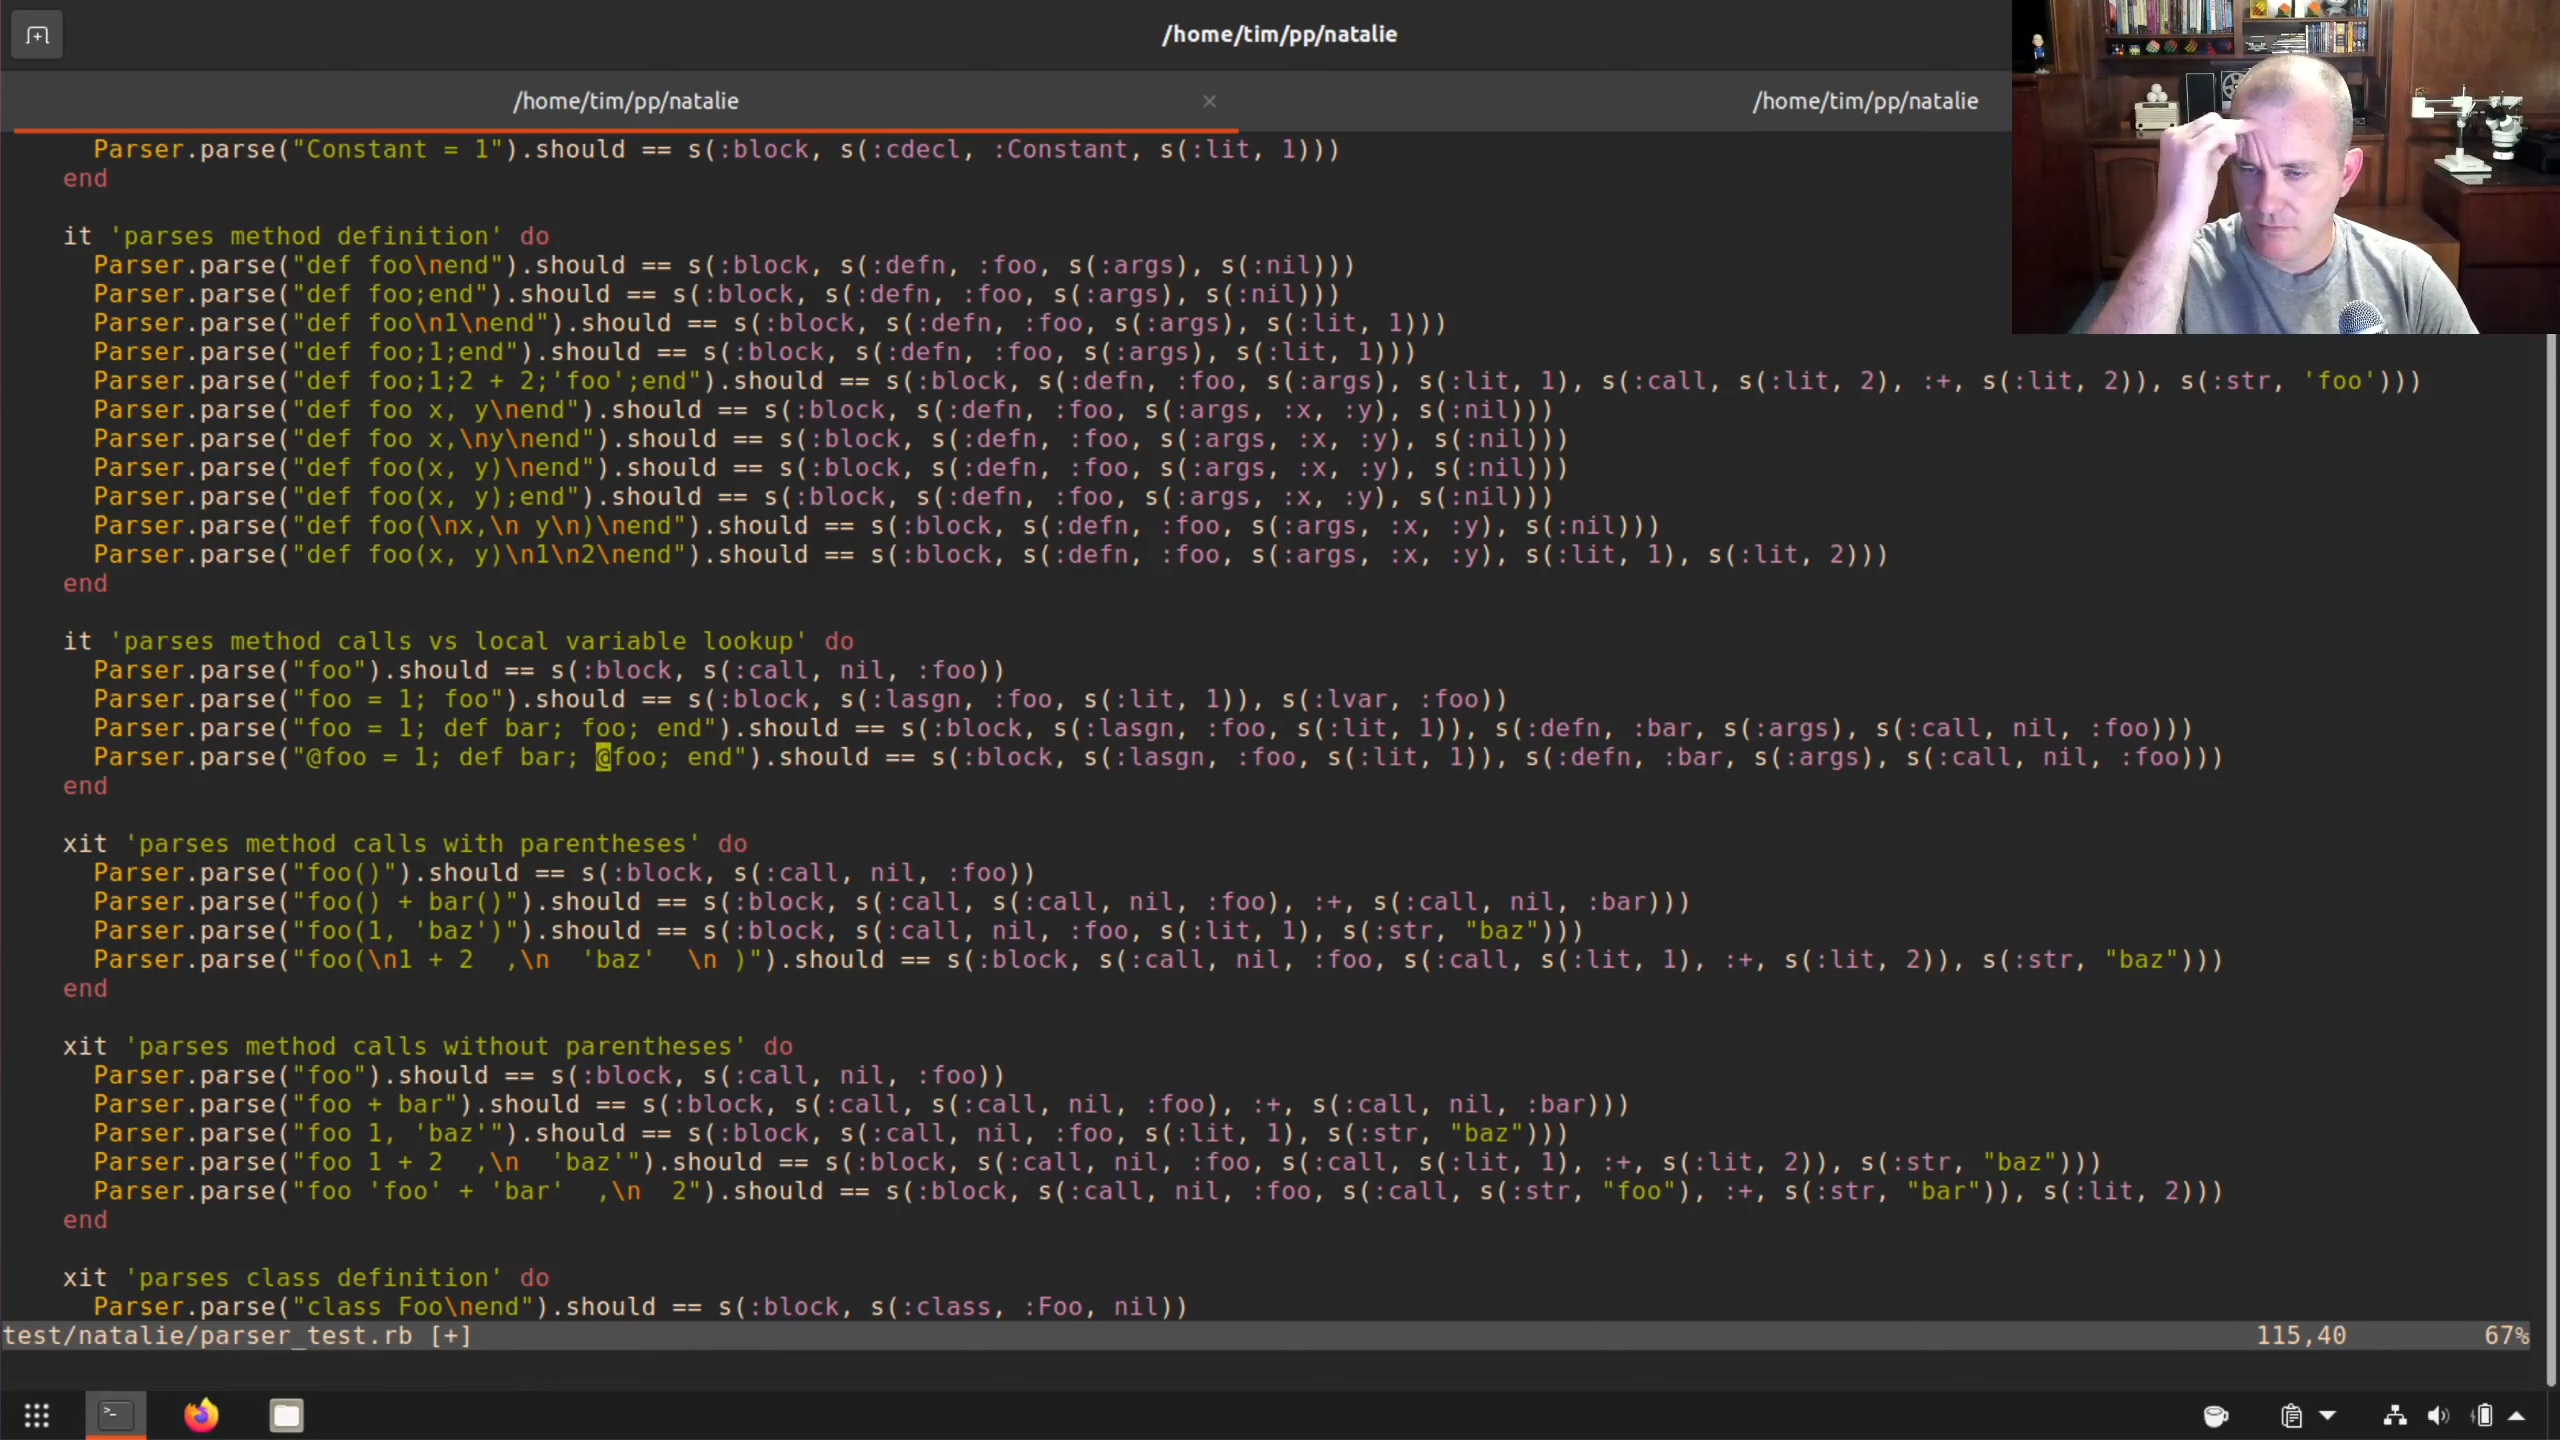 /home/tim/pp/natalie
/home/tim/pp/natalie × /home/tim/pp/natalie
Parser.parse("Constant = 1").should == s(:block, s(:cdecl, :Constant, s(:lit, 1)))
end
it 'parses method definition' do
Parser.parse("def foo\nend").should == s(:block, s(:defn, :foo, s(:args), s(:nil)))
Parser.parse("def foo;end").should == s(:block, s(:defn, :foo, s(:args), s(:nil)))
Parser.parse("def foo\n1\nend").should == s(:block, s(:defn, :foo, s(:args), s(:lit, 1)))
Parser.parse("def foo;1;end").should == s(:block, s(:defn, :foo, s(:args), s(:lit, 1)))
Parser.parse("def foo;1;2 + 2;'foo';end").should == s(:block, s(:defn, :foo, s(:args), s(:lit, 1), s(:call, s(:lit, 2), :+, s(:lit, 2)), s(:str, 'foo')))
Parser.parse("def foo x, y\nend").should == s(:block, s(:defn, :foo, s(:args, :x, :y), s(:nil)))
Parser.parse("def foo x,\ny\nend").should == s(:block, s(:defn, :foo, s(:args, :x, :y), s(:nil)))
Parser.parse("def foo(x, y)\nend").should == s(:block, s(:defn, :foo, s(:args, :x, :y), s(:nil)))
Parser.parse("def foo(x, y);end").should == s(:block, s(:defn, :foo, s(:args, :x, :y), s(:nil)))
Parser.parse("def foo(\nx,\n y\n)\nend").should == s(:block, s(:defn, :foo, s(:args, :x, :y), s(:nil)))
Parser.parse("def foo(x, y)\n1\n2\nend").should == s(:block, s(:defn, :foo, s(:args, :x, :y), s(:lit, 1), s(:lit, 2)))
end
it 'parses method calls vs local variable lookup' do
Parser.parse("foo").should == s(:block, s(:call, nil, :foo))
Parser.parse("foo = 1; foo").should == s(:block, s(:lasgn, :foo, s(:lit, 1)), s(:lvar, :foo))
Parser.parse("foo = 1; def bar; foo; end").should == s(:block, s(:lasgn, :foo, s(:lit, 1)), s(:defn, :bar, s(:args), s(:call, nil, :foo)))
Parser.parse("@foo = 1; def bar; @foo; end").should == s(:block, s(:lasgn, :foo, s(:lit, 1)), s(:defn, :bar, s(:args), s(:call, nil, :foo)))
end
xit 'parses method calls with parentheses' do
Parser.parse("foo()").should == s(:block, s(:call, nil, :foo))
Parser.parse("foo() + bar()").should == s(:block, s(:call, s(:call, nil, :foo), :+, s(:call, nil, :bar)))
Parser.parse("foo(1, 'baz')").should == s(:block, s(:call, nil, :foo, s(:lit, 1), s(:str, "baz")))
Parser.parse("foo(\n1 + 2  ,\n  'baz'  \n )").should == s(:block, s(:call, nil, :foo, s(:call, s(:lit, 1), :+, s(:lit, 2)), s(:str, "baz")))
end
xit 'parses method calls without parentheses' do
Parser.parse("foo").should == s(:block, s(:call, nil, :foo))
Parser.parse("foo + bar").should == s(:block, s(:call, s(:call, nil, :foo), :+, s(:call, nil, :bar)))
Parser.parse("foo 1, 'baz'").should == s(:block, s(:call, nil, :foo, s(:lit, 1), s(:str, "baz")))
Parser.parse("foo 1 + 2  ,\n  'baz'").should == s(:block, s(:call, nil, :foo, s(:call, s(:lit, 1), :+, s(:lit, 2)), s(:str, "baz")))
Parser.parse("foo 'foo' + 'bar'  ,\n  2").should == s(:block, s(:call, nil, :foo, s(:call, s(:str, "foo"), :+, s(:str, "bar")), s(:lit, 2)))
end
xit 'parses class definition' do
Parser.parse("class Foo\nend").should == s(:block, s(:class, :Foo, nil))
test/natalie/parser_test.rb [+] 115,40 67%